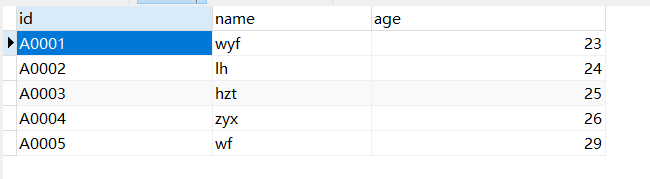 id name age
A0001 wyf 23
A0002 lh 24
A0003 hzt 25
A0004 zyx 26
A0005 wf 29